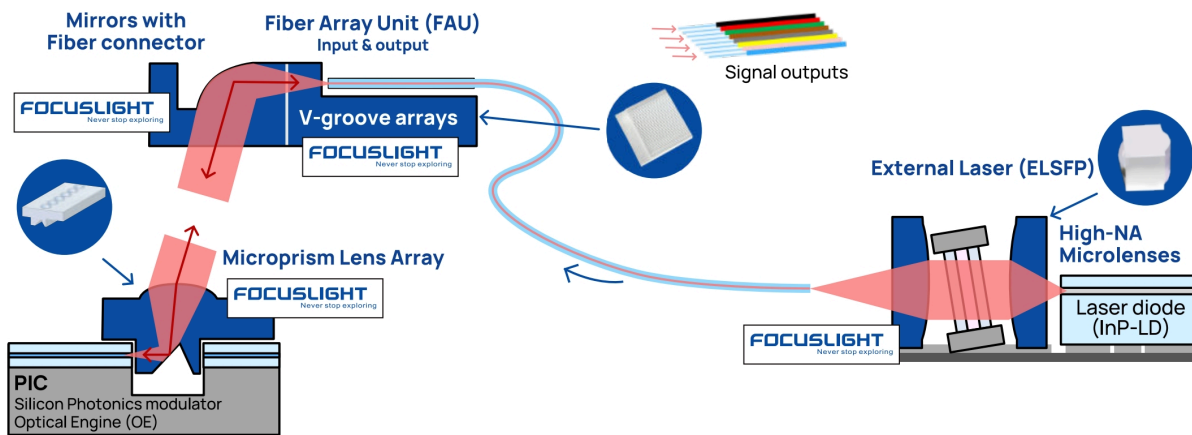 Mirrors with
Fiber connector
Fiber Array Unit (FAU)
Input & output
Signal outputs
FOCUSLIGHT
Never stop exploring
V-groove arrays
FOCUSLIGHT
Never stop exploring
External Laser (ELSFP)
High-NA
Microlenses
Microprism Lens Array
FOCUSLIGHT
Never stop exploring
Laser diode
(InP-LD)
FOCUSLIGHT
Never stop exploring
PIC
Silicon Photonics modulator
Optical Engine (OE)